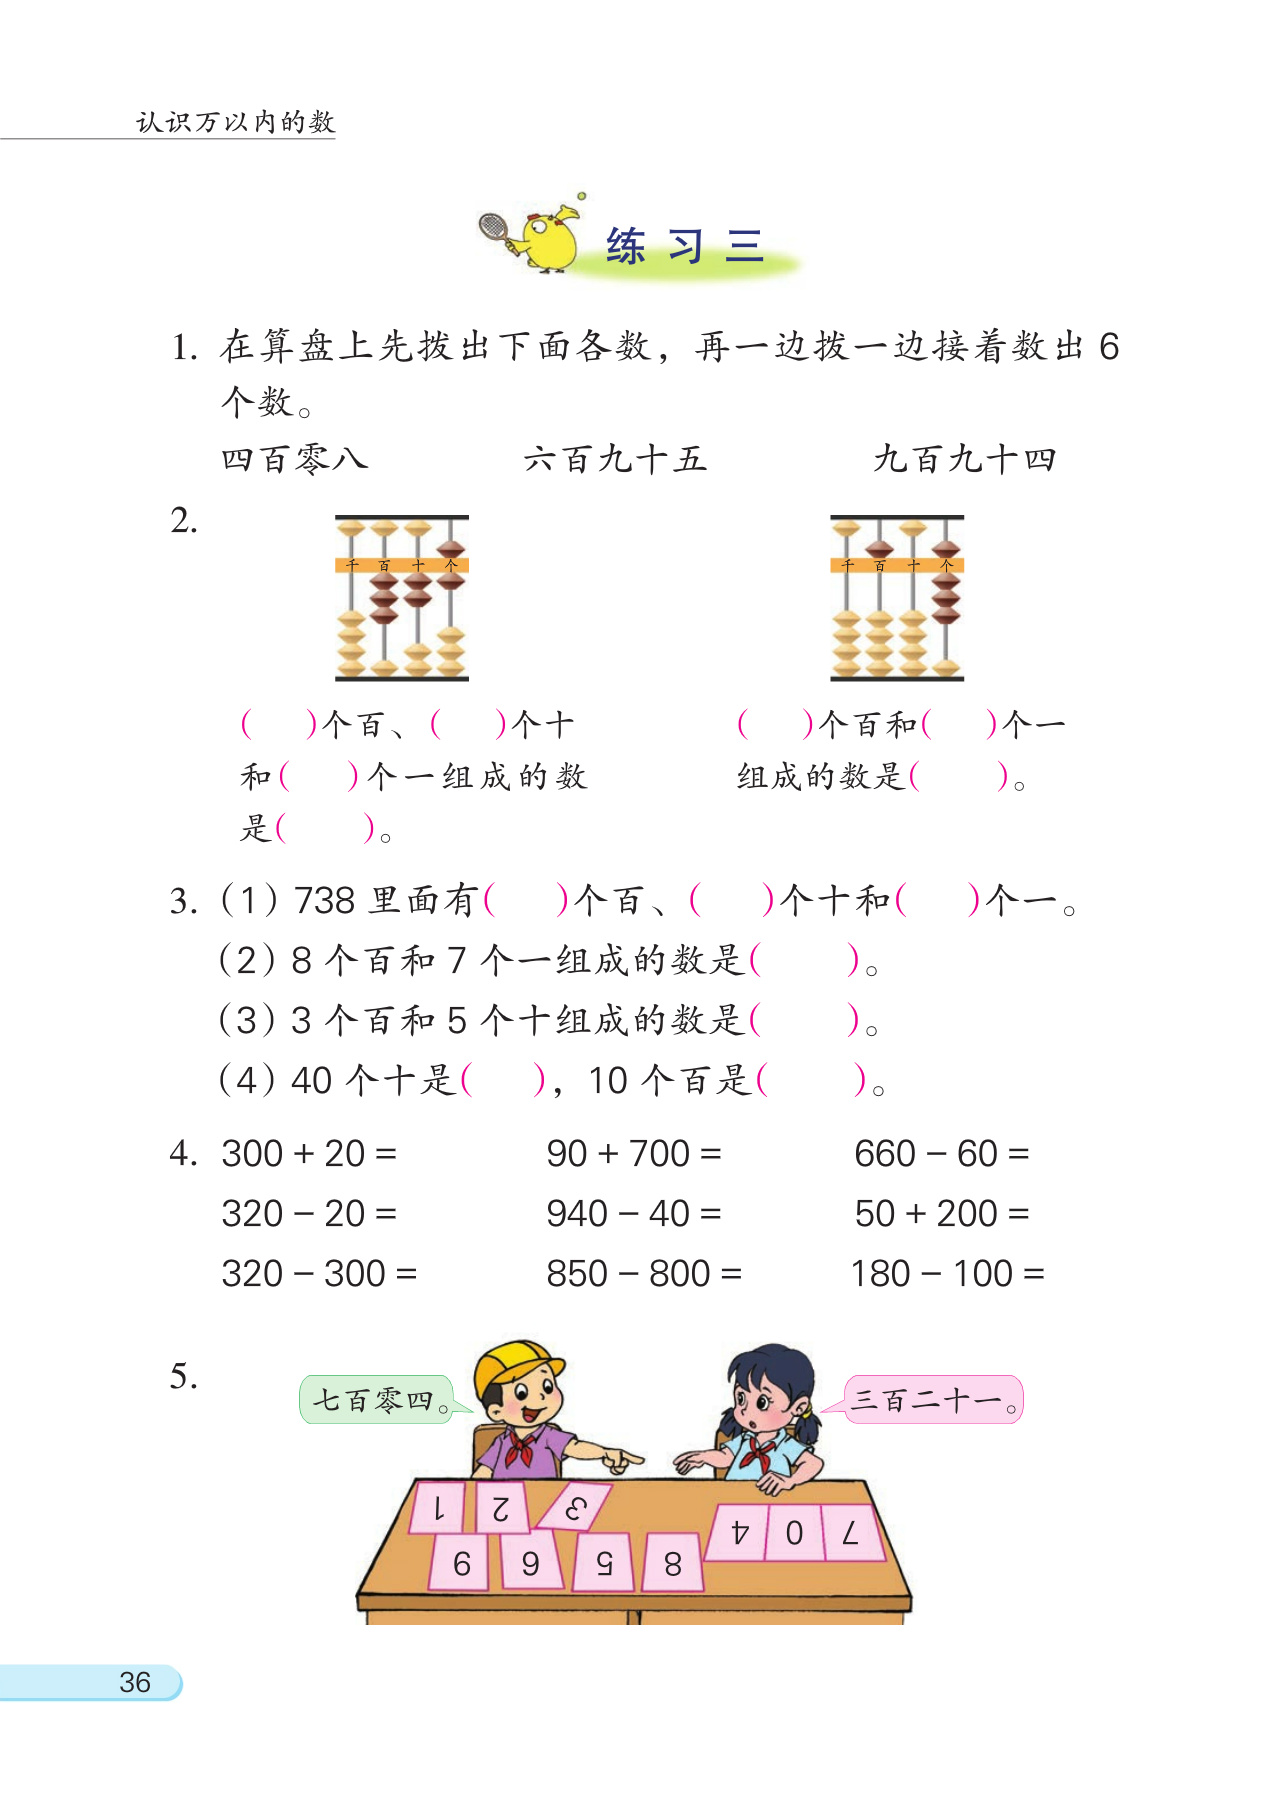 认识万以内的数
练习三
1. 在算盘上先拨出下面各数，再一边拨一边接着数出 6
个数。
四百零八 六百九十五 九百九十四
2.
千 百 十 个 千 百 十 个
( )个百、( )个十 ( )个百和( )个一
和( )个一组成的数 组成的数是( )。
是( )。
3.（1）738 里面有( )个百、( )个十和( )个一。
（2）8 个百和 7 个一组成的数是( )。
（3）3 个百和 5 个十组成的数是( )。
（4）40 个十是( )，10 个百是( )。
4. 300 + 20 = 90 + 700 = 660 − 60 =
320 − 20 = 940 − 40 = 50 + 200 =
320 − 300 = 850 − 800 = 180 − 100 =
5.
七百零四。 三百二十一。
1 2 3
4 0 7
9 6 5 8
36